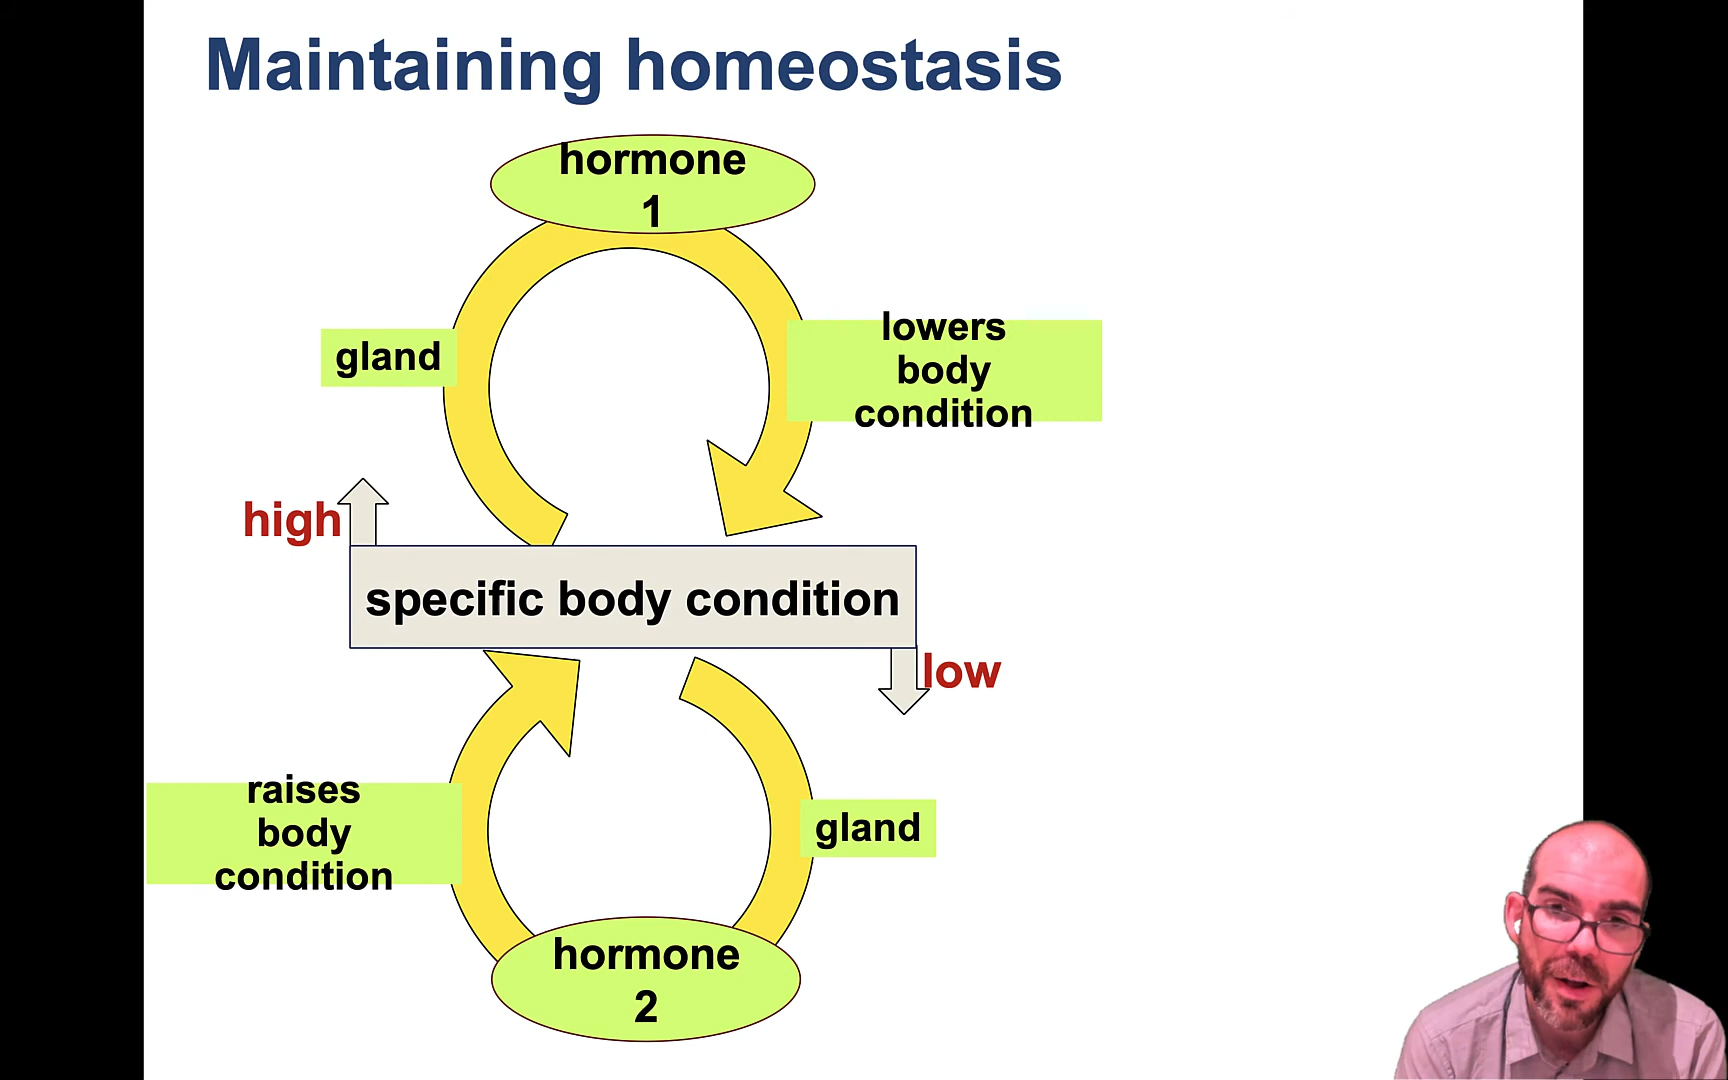 Maintaining homeostasis
hormone
1
gland
lowers
body
condition
high
specific body condition
low
raises
body
condition
gland
hormone
2